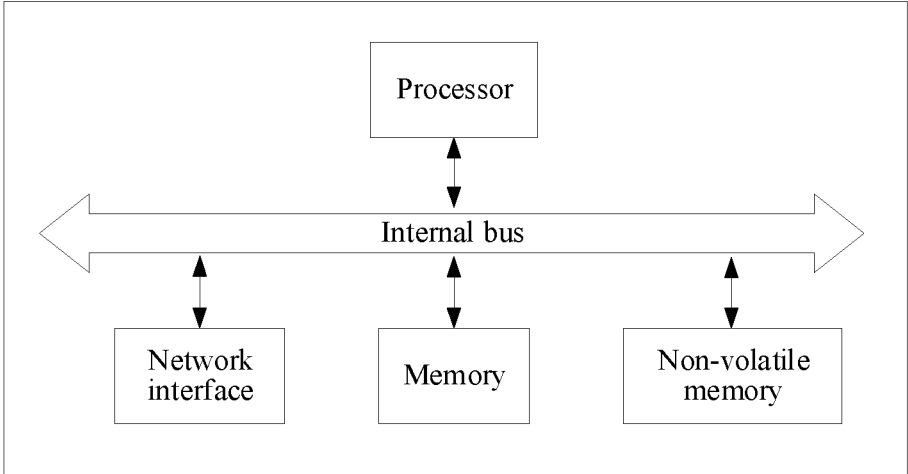 Processor
Internal bus
Network
interface
Memory
Non-volatile
memory